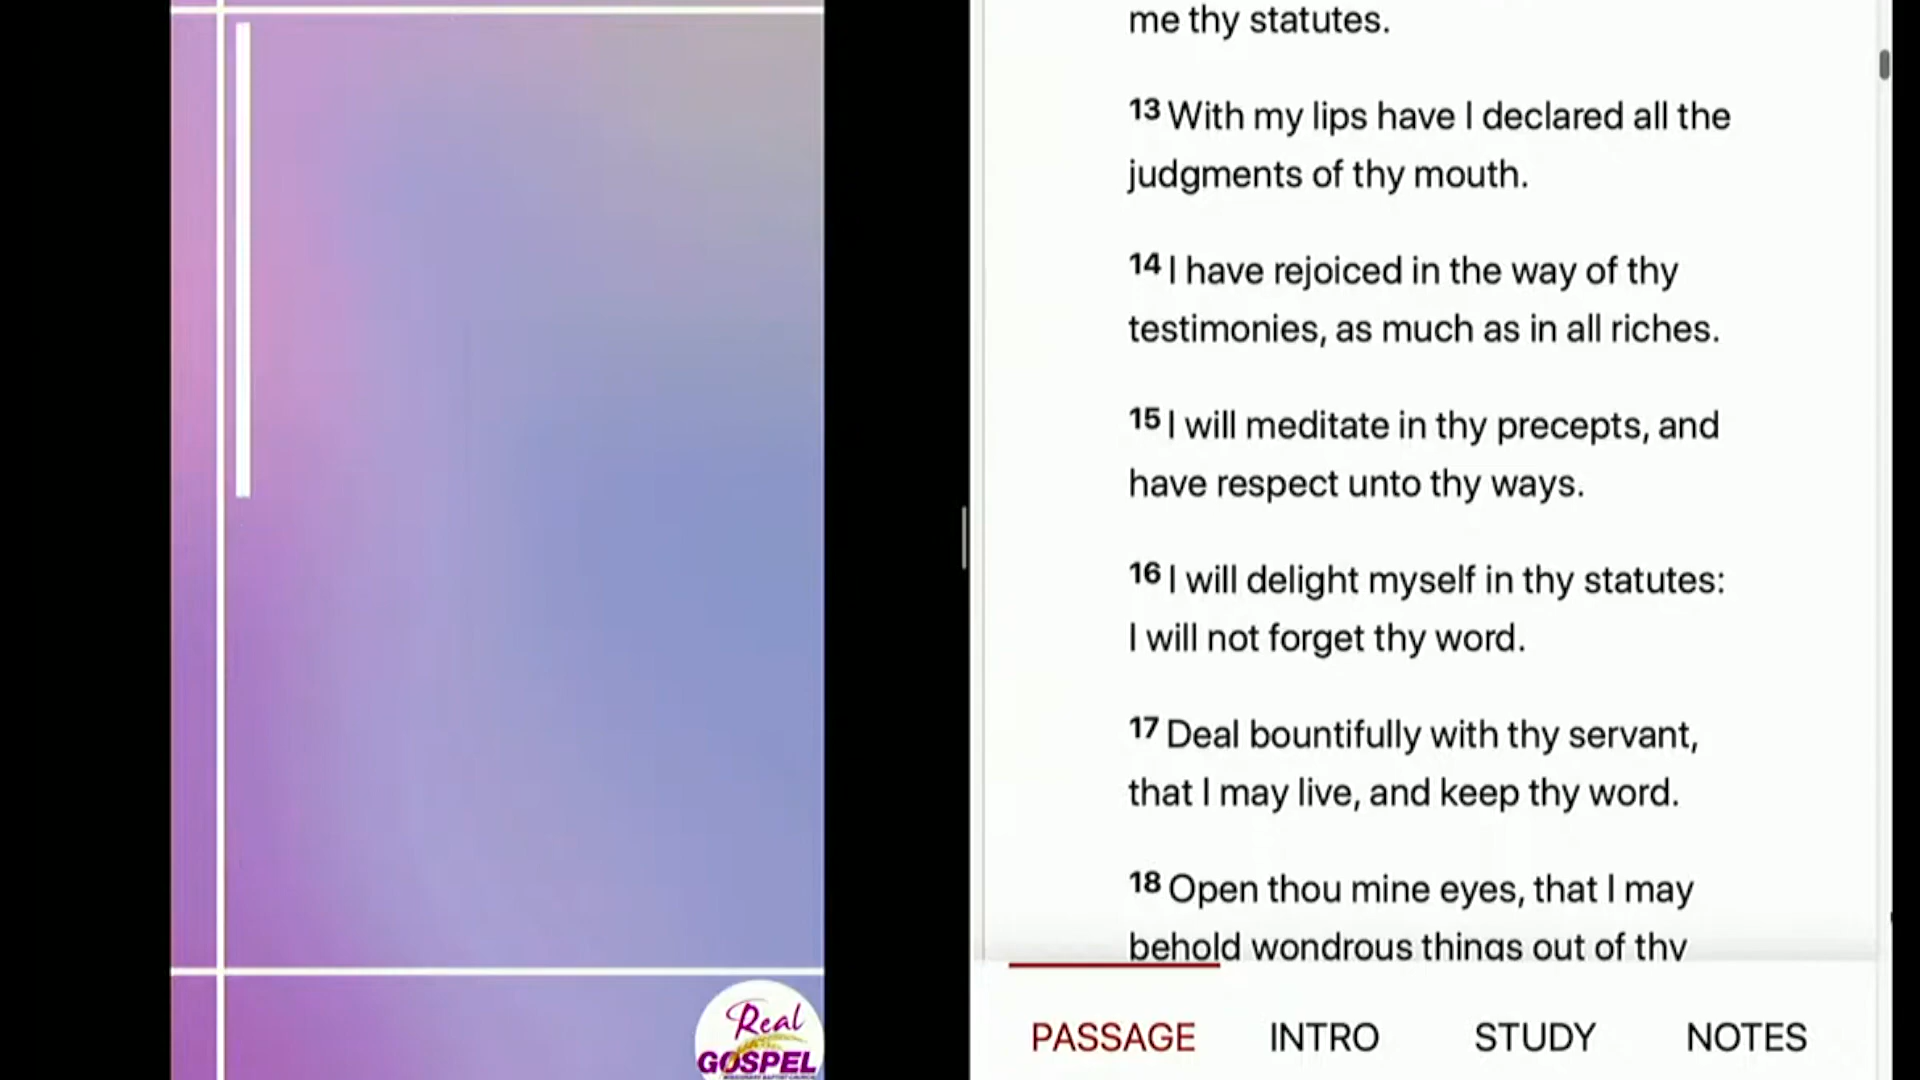 me thy statutes.
13 With my lips have I declared all the
judgments of thy mouth.
14 I have rejoiced in the way of thy
testimonies, as much as in all riches.
15 I will meditate in thy precepts, and
have respect unto thy ways.
16 I will delight myself in thy statutes:
I will not forget thy word.
17 Deal bountifully with thy servant,
that I may live, and keep thy word.
18 Open thou mine eyes, that I may
behold wondrous things out of thy
PASSAGE INTRO STUDY NOTES
Real
GOSPEL
MISSIONARY BAPTIST CHURCH